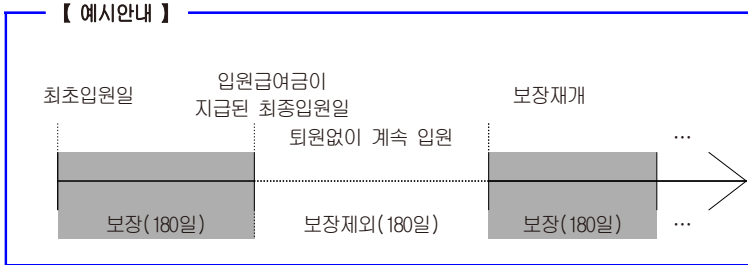 【 예시안내 】
최초입원일
입원급여금이
지급된 최종입원일
보장재개
퇴원없이 계속 입원
…
보장(180일)
보장제외(180일)
보장(180일)
…